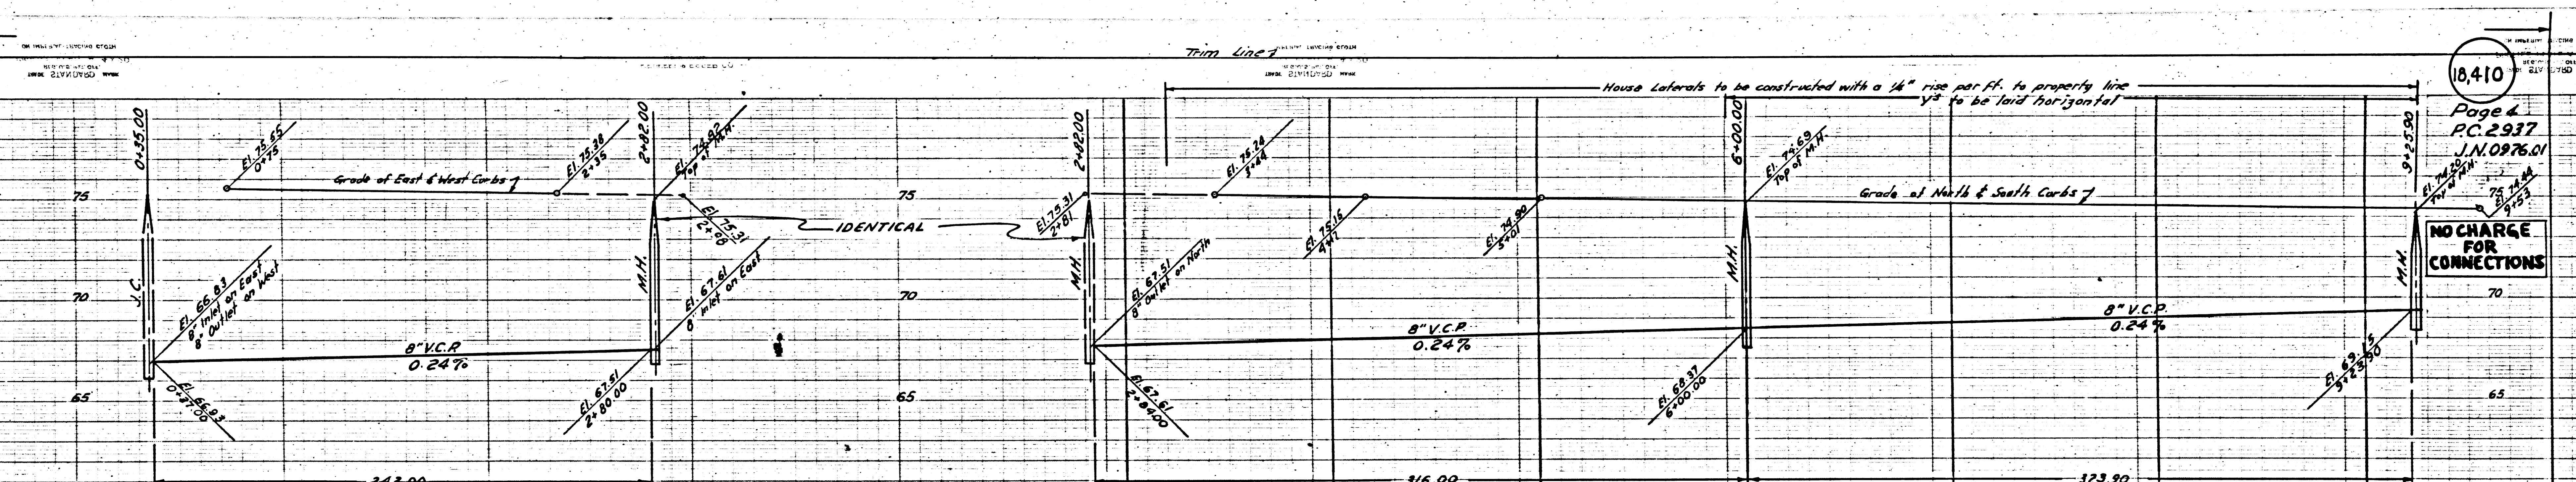 Trim Line
18,410
House Laterals to be constructed with a ¼" rise per ft. to property line
Y's to be laid horizontal
Page 4
P.C. 2937
J.N. 0976.01
0+35.00
El. 75.65
0+75
El. 75.38
2+35
2+82.00
El. 74.92
Top of M.H.
Grade of East & West Curbs
75
J.C.
El. 75.31
IDENTICAL
75
2+82.00
El. 75.31
2+81
El. 75.24
3+44
El. 75.16
4+17
El. 74.90
5+01
6+00.00
El. 74.69
Top of M.H.
Grade of North & South Curbs
9+25.90
El. 74.20
Top of M.H.
75
El. 74.44
9+53
NO CHARGE
FOR
CONNECTIONS
70
El. 66.83
8" Inlet on East
8" Outlet on West
M.H.
El. 67.61
8" Inlet on East
70
M.H.
El. 67.51
8" Outlet on North
M.H.
M.H.
70
8" V.C.P.
0.24%
8" V.C.P.
0.24%
8" V.C.P.
0.24%
65
El. 66.93
0+37.00
El. 67.51
2+80.00
65
El. 67.61
2+84.00
El. 68.37
6+00.00
El. 69.15
9+23.90
65
243.00
316.00
323.90